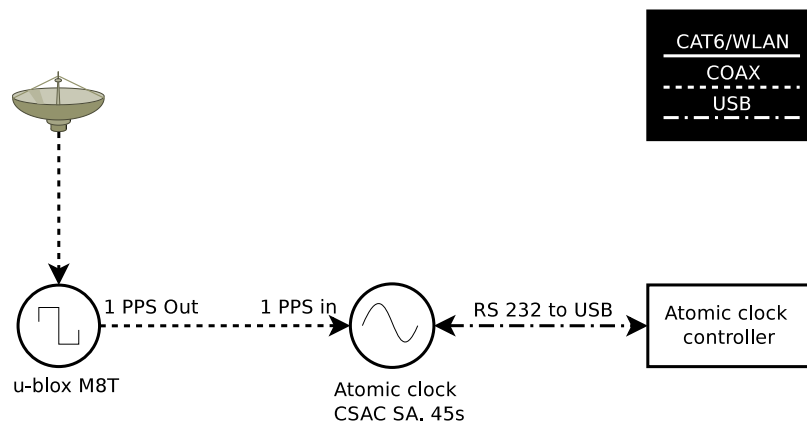 CAT6/WLAN
COAX
USB
1 PPS Out
1 PPS in
RS 232 to USB
Atomic clock
controller
u-blox M8T
Atomic clock
CSAC SA. 45s